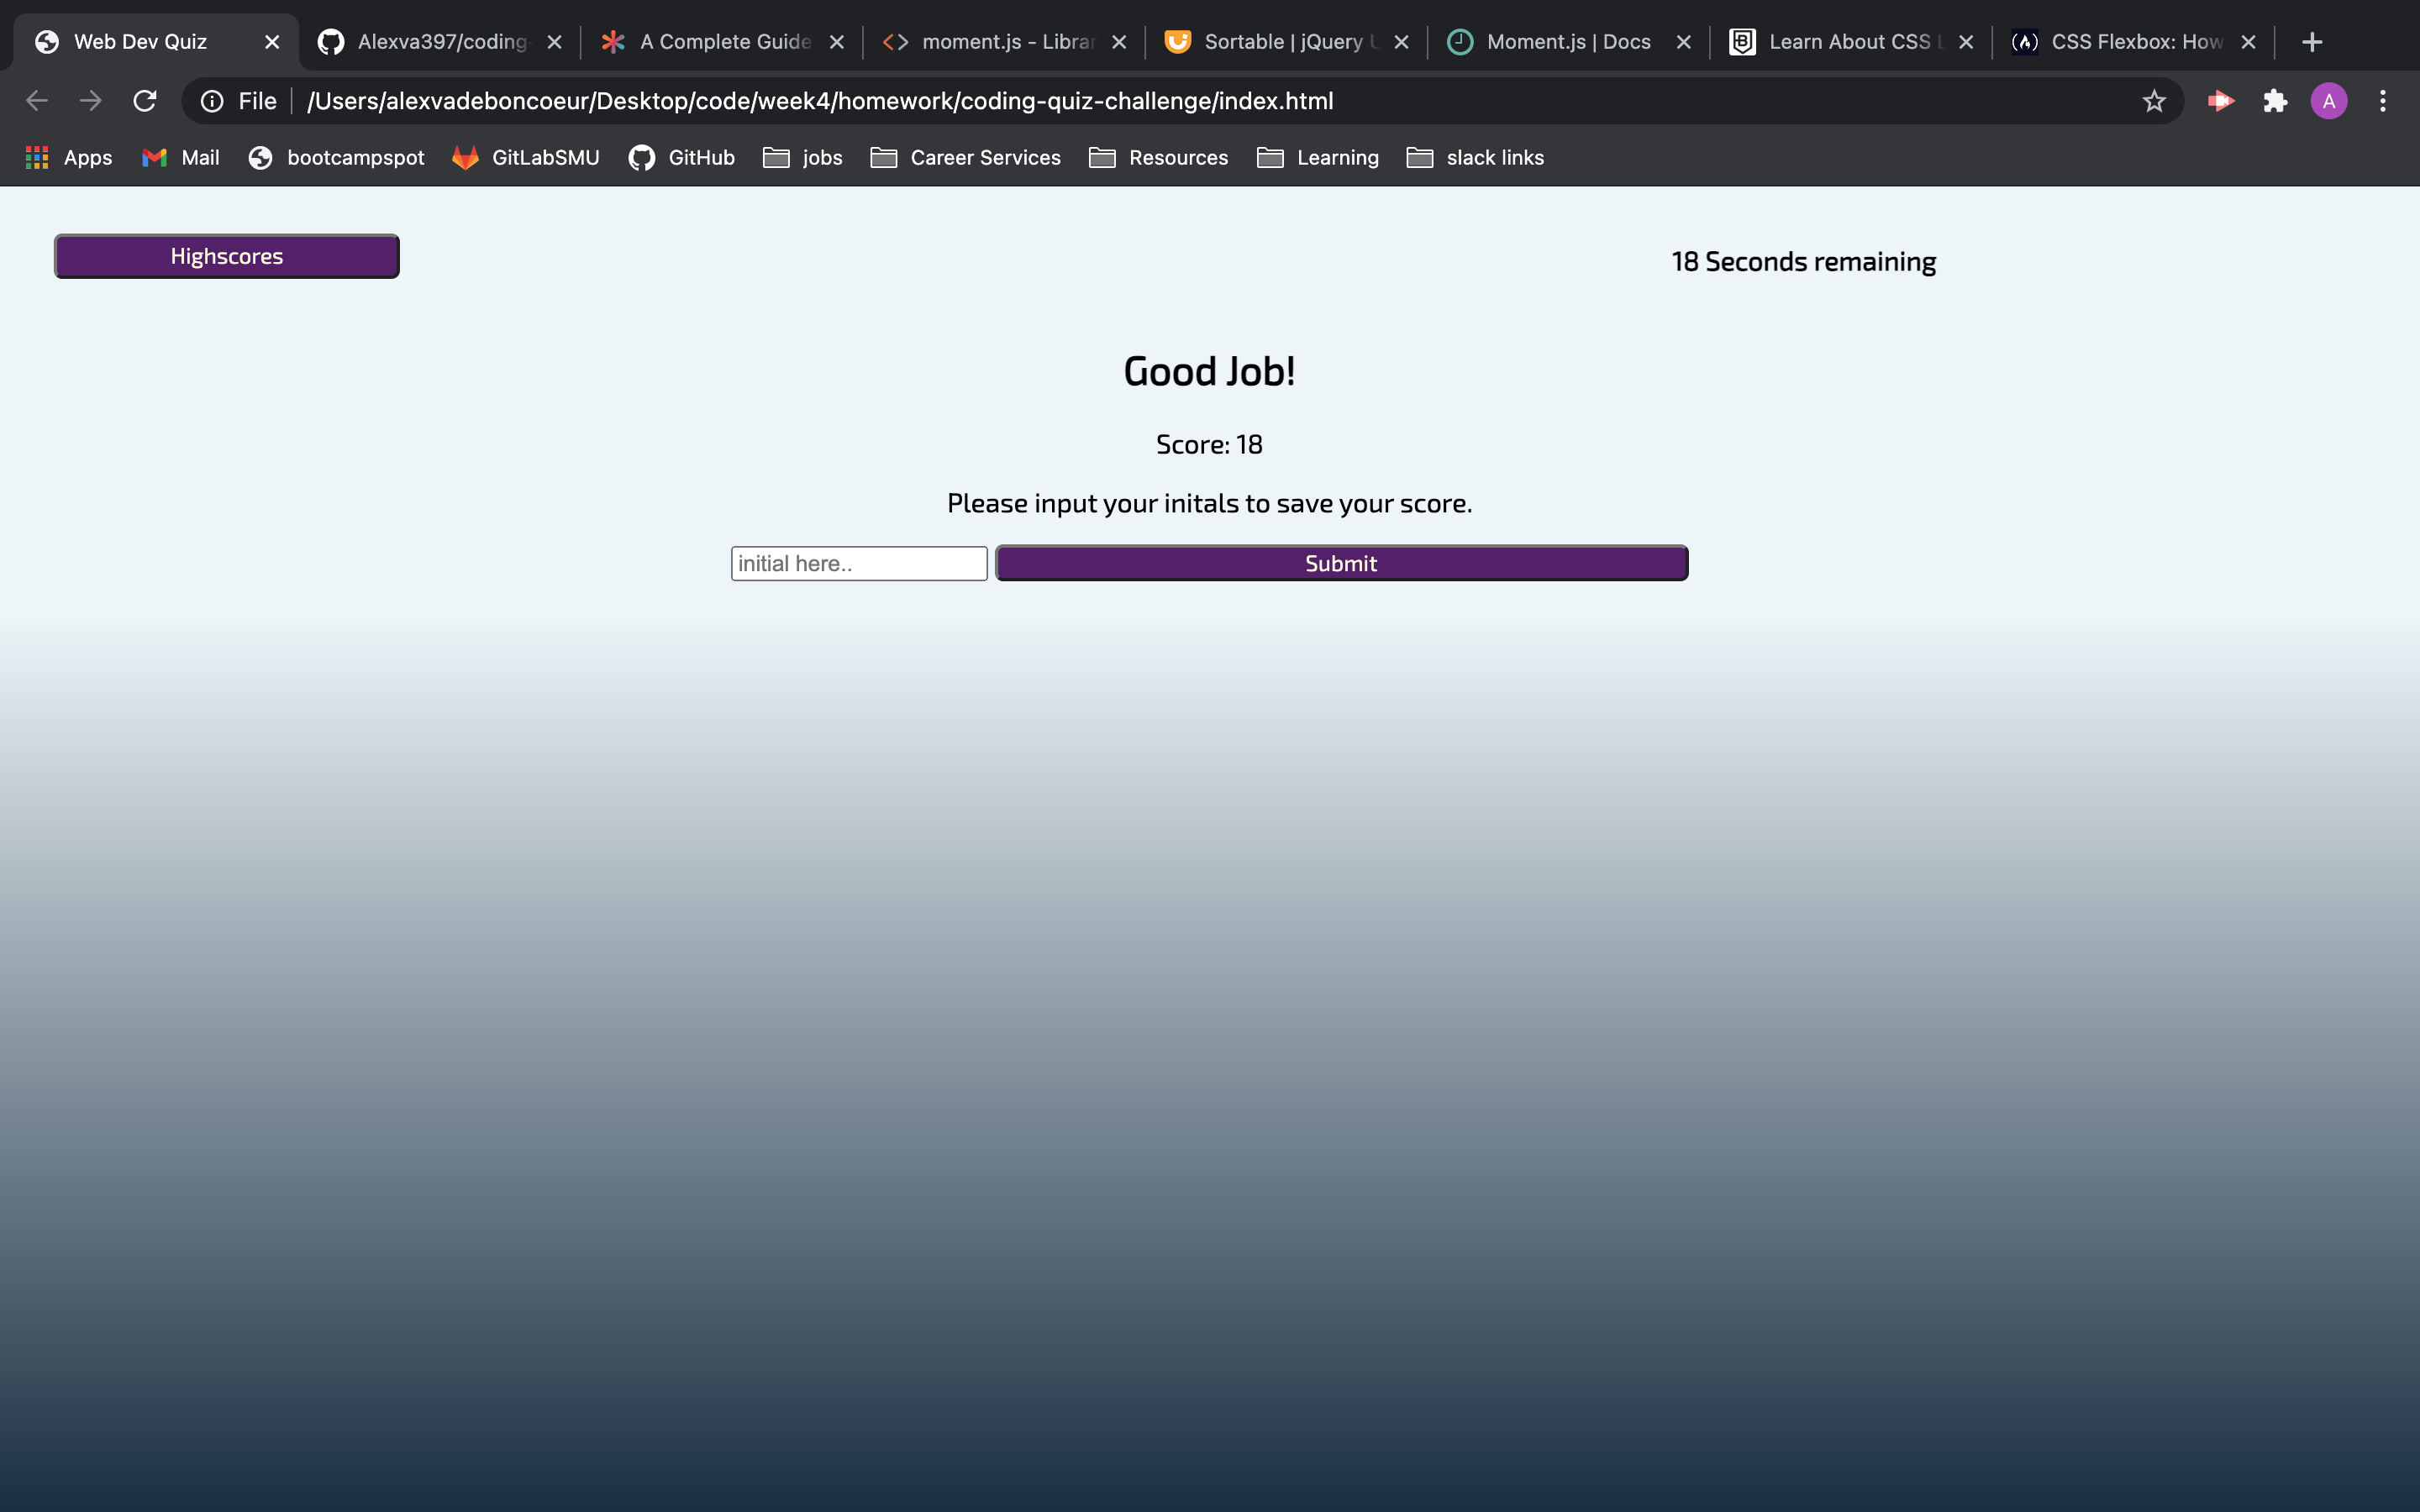 Web Dev Quiz
Alexva397/coding-
A Complete Guide
moment.js - Librar
Sortable | jQuery U
Moment.js | Docs
Learn About CSS L
CSS Flexbox: How
File
/Users/alexvadeboncoeur/Desktop/code/week4/homework/coding-quiz-challenge/index.html
A
Apps
Mail
bootcampspot
GitLabSMU
GitHub
jobs
Career Services
Resources
Learning
slack links
Highscores
18 Seconds remaining
Good Job!
Score: 18
Please input your initals to save your score.
initial here..
Submit